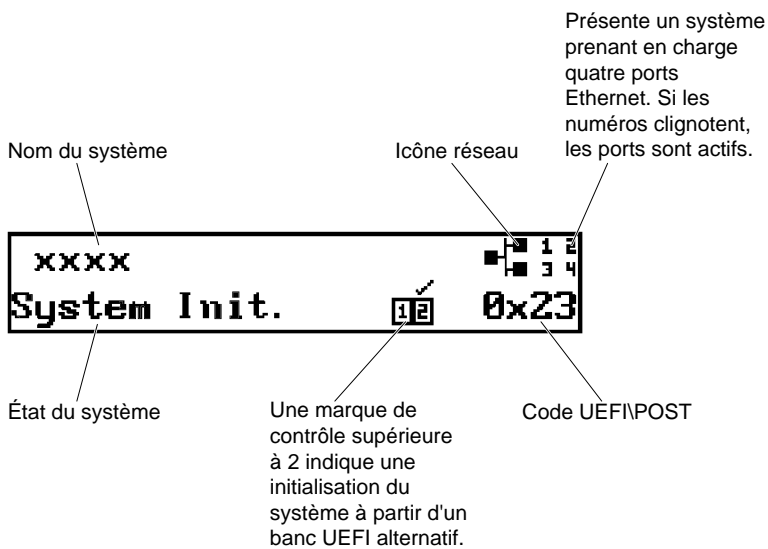 Présente un système
prenant en charge
quatre ports
Ethernet. Si les
numéros clignotent,
les ports sont actifs.
Nom du système
Icône réseau
xxxx
1 2
3 4
System Init.
1 2
0x23
État du système
Une marque de
contrôle supérieure
à 2 indique une
initialisation du
système à partir d'un
banc UEFI alternatif.
Code UEFI\POST